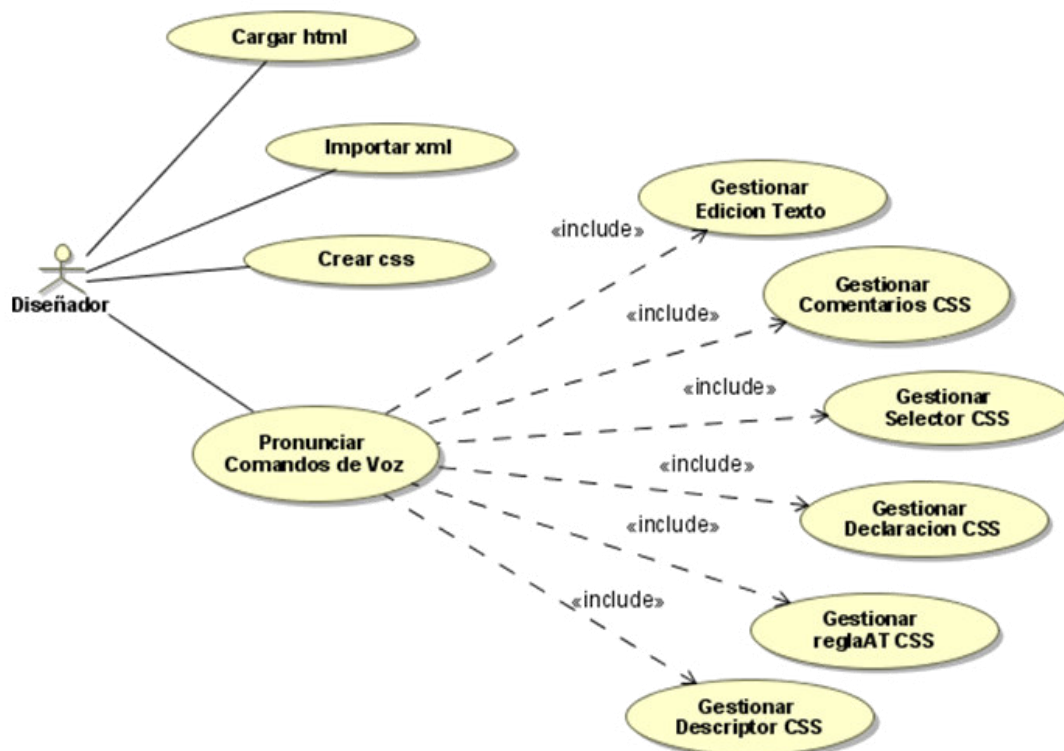 Cargar html
Importar xml
Crear css
Diseñador
Pronunciar
Comandos de Voz
«include»
Gestionar
Edicion Texto
«include»
Gestionar
Comentarios CSS
«include»
Gestionar
Selector CSS
«include»
Gestionar
Declaracion CSS
«include»
Gestionar
reglaAT CSS
«include»
Gestionar
Descriptor CSS